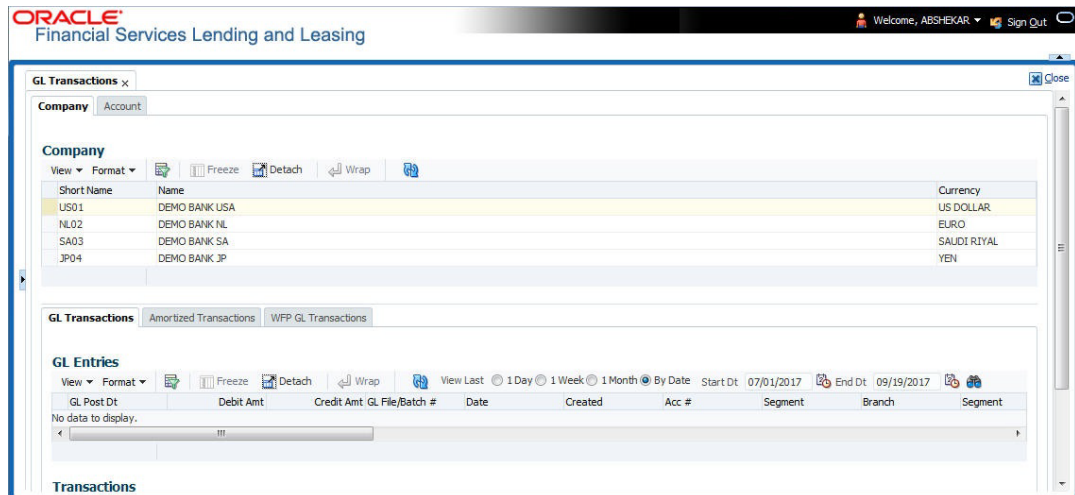 ORACLE®
Financial Services Lending and Leasing
Welcome, ABSHEKAR Sign Out
GL Transactions x
Close
Company Account
Company
View Format Freeze Detach Wrap
Short Name Name Currency
US01 DEMO BANK USA US DOLLAR
NL02 DEMO BANK NL EURO
SA03 DEMO BANK SA SAUDI RIYAL
JP04 DEMO BANK JP YEN
GL Transactions Amortized Transactions WFP GL Transactions
GL Entries
View Format Freeze Detach Wrap View Last 1 Day 1 Week 1 Month By Date Start Dt 07/01/2017 End Dt 09/19/2017
GL Post Dt Debit Amt Credit Amt GL File/Batch # Date Created Acc # Segment Branch Segment
No data to display.
Transactions